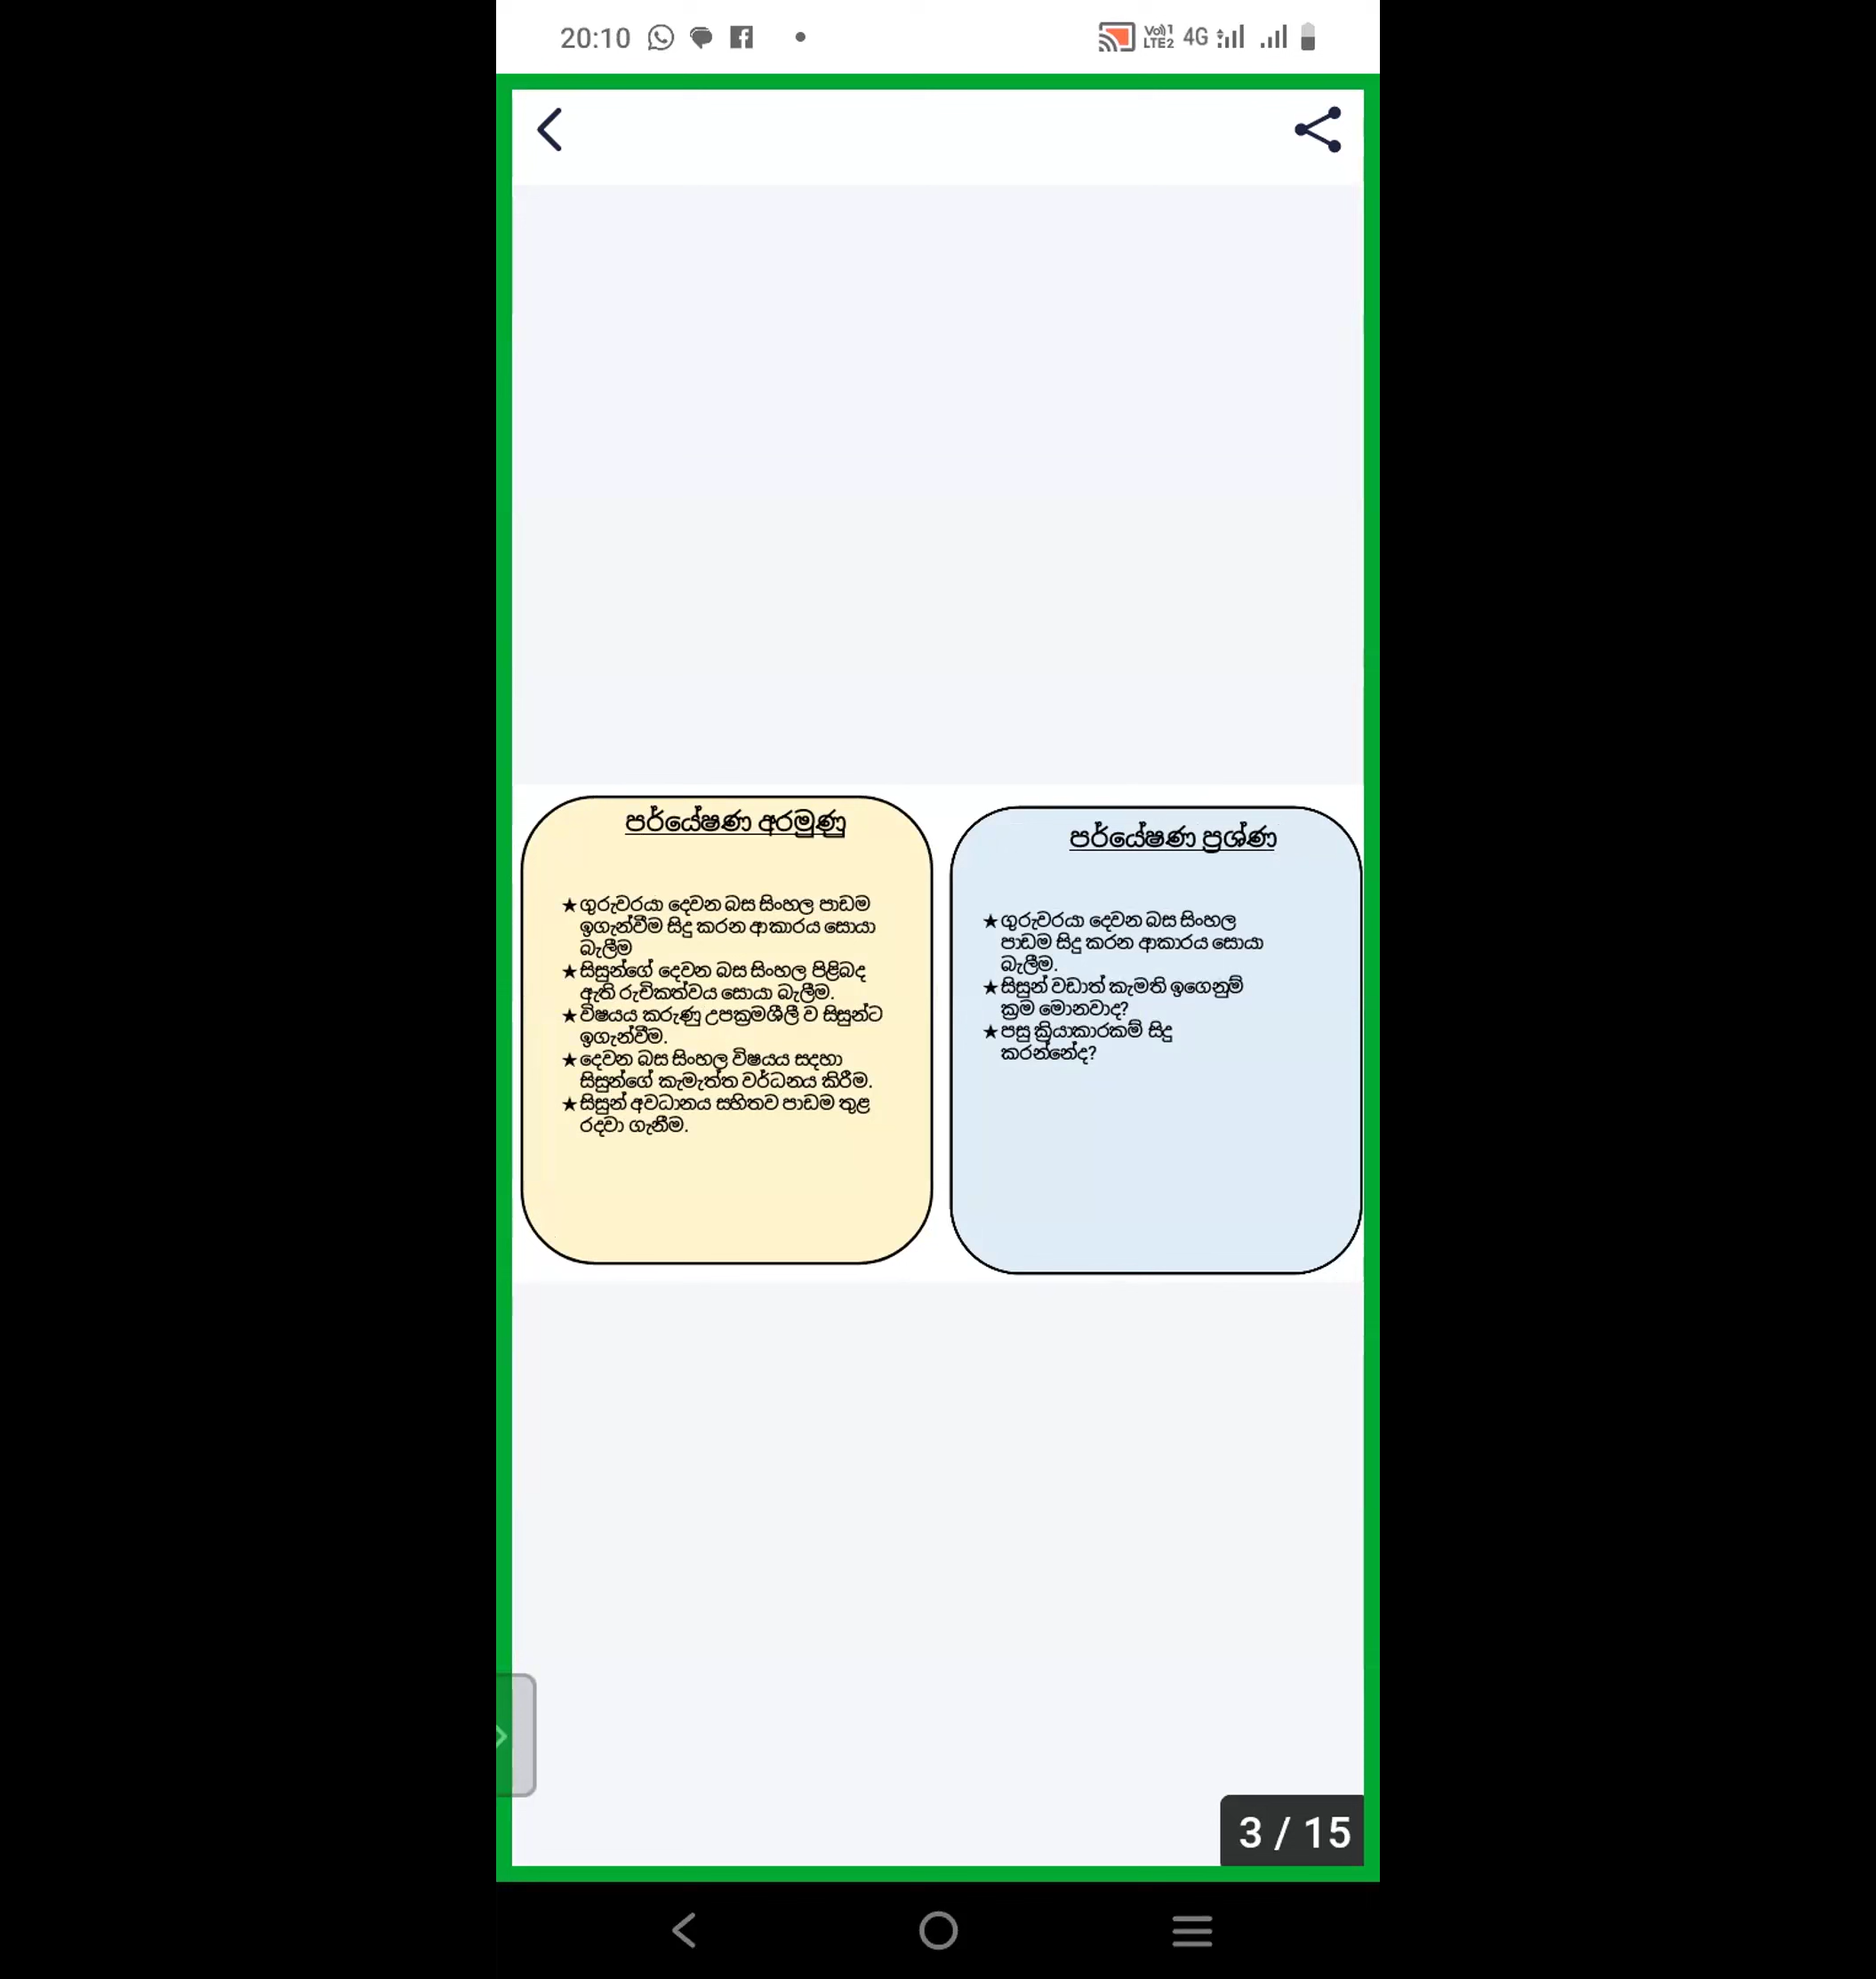 20:10
Vo)) 1
LTE2 4G
පර්යේෂණ අරමුණු
★ගුරුවරයා දෙවන බස සිංහල පාඩම
ඉගැන්වීම සිදු කරන ආකාරය සොයා
බැලීම
★සිසුන්ගේ දෙවන බස සිංහල පිළිබද
ඇති රුචිකත්වය සොයා බැලීම.
★විෂයය කරුණු උපක්‍රමශීලී ව සිසුන්ට
ඉගැන්වීම.
★දෙවන බස සිංහල විෂයය සදහා
සිසුන්ගේ කැමැත්ත වර්ධනය කිරීම.
★සිසුන් අවධානය සහිතව පාඩම තුළ
රදවා ගැනීම.
පර්යේෂණ ප්‍රශ්ණ
★ගුරුවරයා දෙවන බස සිංහල
පාඩම සිදු කරන ආකාරය සොයා
බැලීම.
★සිසුන් වඩාත් කැමති ඉගෙනුම්
ක්‍රම මොනවාද?
★පසු ක්‍රියාකාරකම් සිදු
කරන්නේද?
3 / 15